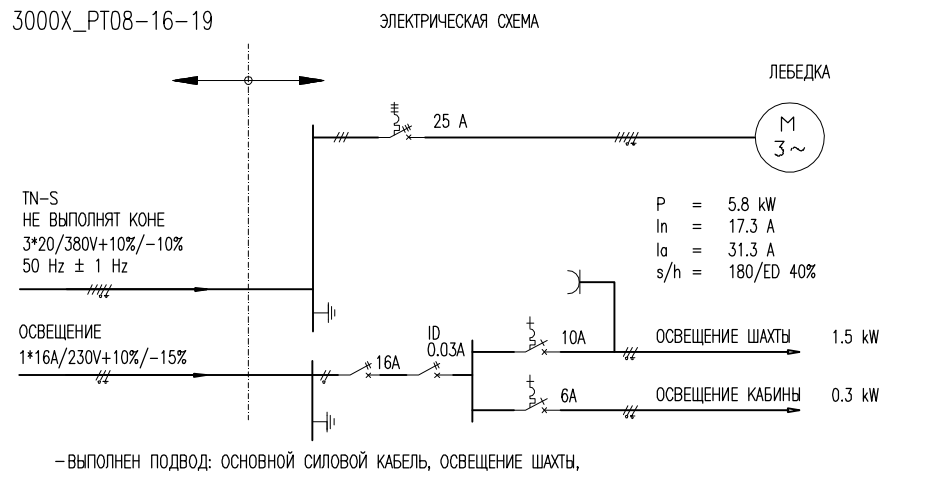 3000X_PT08-16-19
ЭЛЕКТРИЧЕСКАЯ СХЕМА
ЛЕБЕДКА
25 A
M
3~
TN-S
НЕ ВЫПОЛНЯТ КОНЕ
3*20/380V+10%/-10%
50 Hz ± 1 Hz
P = 5.8 kW
In = 17.3 A
Ia = 31.3 A
s/h = 180/ED 40%
ОСВЕЩЕНИЕ
1*16A/230V+10%/-15%
16A
ID
0.03A
10A
ОСВЕЩЕНИЕ ШАХТЫ 1.5 kW
6A
ОСВЕЩЕНИЕ КАБИНЫ 0.3 kW
-ВЫПОЛНЕН ПОДВОД: ОСНОВНОЙ СИЛОВОЙ КАБЕЛЬ, ОСВЕЩЕНИЕ ШАХТЫ,